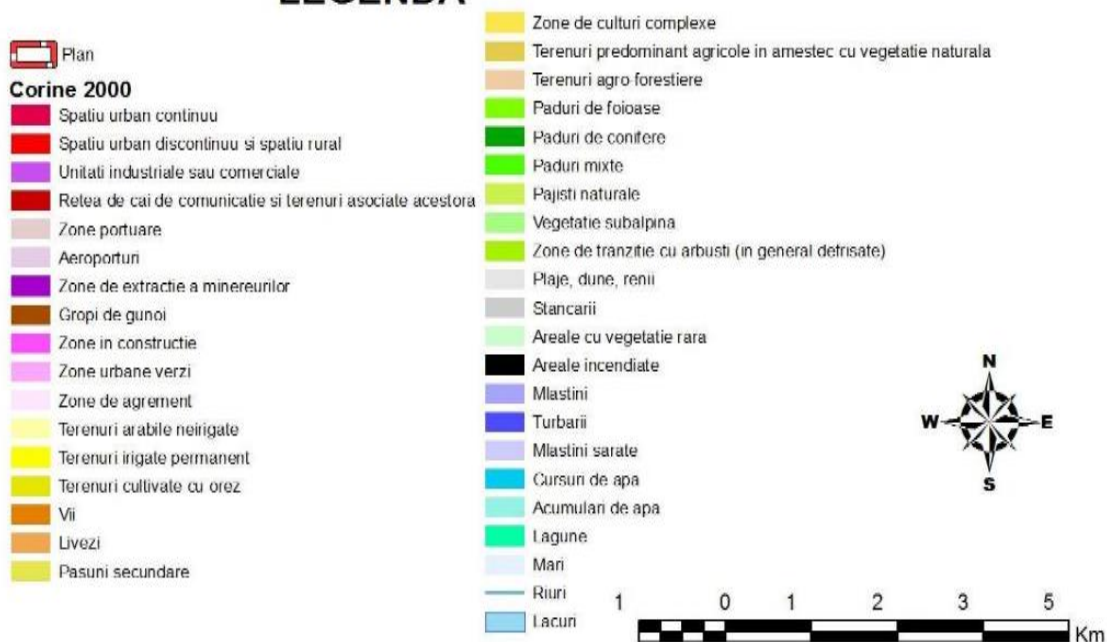 LEGENDA
Plan
Corine 2000
Spatiu urban continuu
Spatiu urban discontinuu si spatiu rural
Unitati industriale sau comerciale
Retea de cai de comunicatie si terenuri asociate acestora
Zone portuare
Aeroporturi
Zone de extractie a minereurilor
Gropi de gunoi
Zone in constructie
Zone urbane verzi
Zone de agrement
Terenuri arabile neirigate
Terenuri irigate permanent
Terenuri cultivate cu orez
Vii
Livezi
Pasuni secundare
Zone de culturi complexe
Terenuri predominant agricole in amestec cu vegetatie naturala
Terenuri agro-forestiere
Paduri de foioase
Paduri de conifere
Paduri mixte
Pajisti naturale
Vegetatie subalpina
Zone de tranzitie cu arbusti (in general defrisate)
Plaje, dune, renii
Stancarii
Areale cu vegetatie rara
Areale incendiate
Mlastini
Turbarii
Mlastini sarate
Cursuri de apa
Acumulari de apa
Lagune
Mari
Riuri
Lacuri
N
W E
S
1 0 1 2 3 5
Km